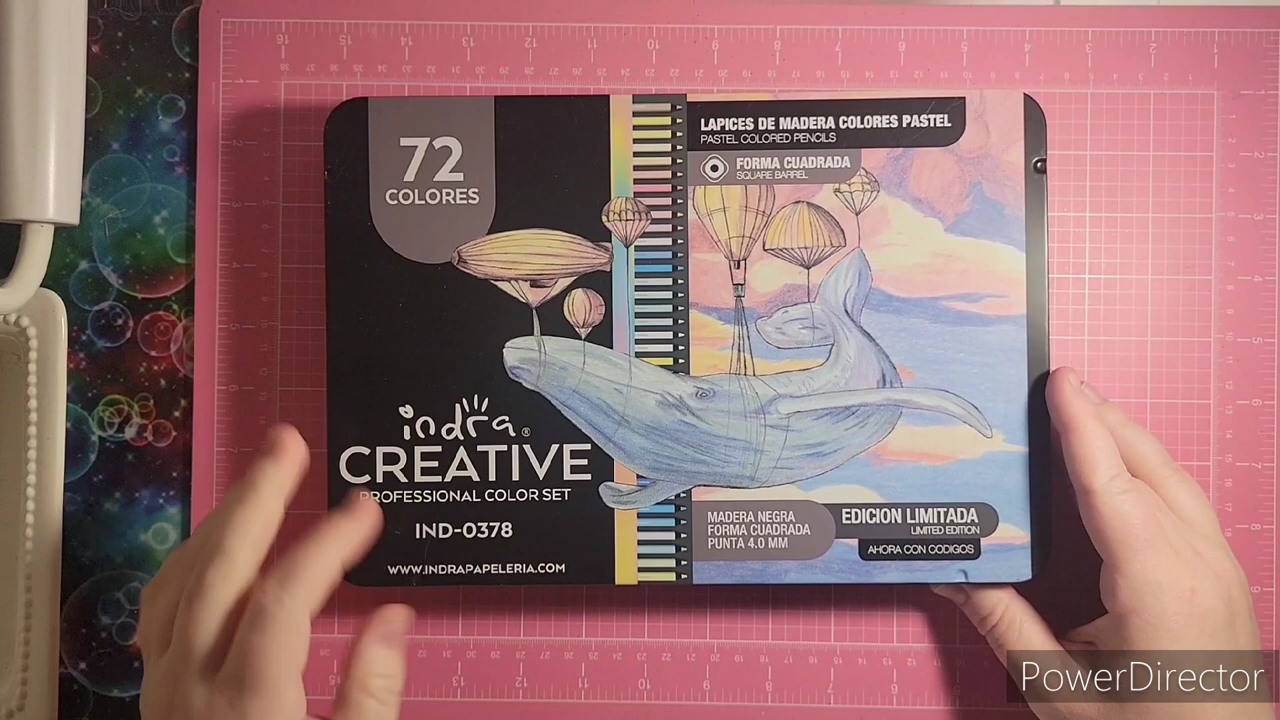 72
COLORES
LAPICES DE MADERA COLORES PASTEL
PASTEL COLORED PENCILS
FORMA CUADRADA
SQUARE BARREL
indra®
CREATIVE
PROFESSIONAL COLOR SET
IND-0378
WWW.INDRAPAPELERIA.COM
MADERA NEGRA
FORMA CUADRADA
PUNTA 4.0 MM
EDICION LIMITADA
LIMITED EDITION
AHORA CON CODIGOS
PowerDirector